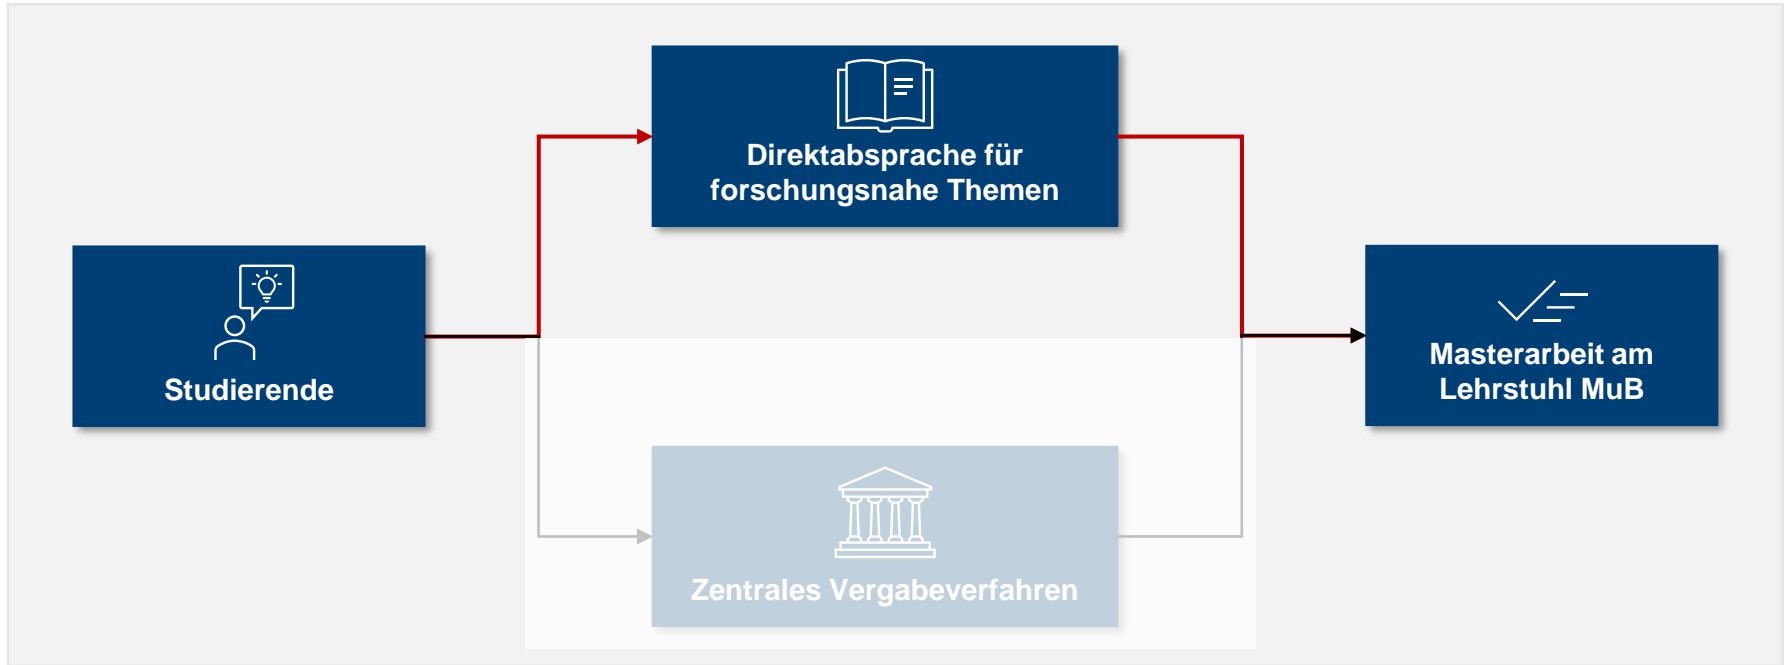 Direktabsprache für
forschungsnahe Themen
Studierende
Masterarbeit am
Lehrstuhl MuB
Zentrales Vergabeverfahren